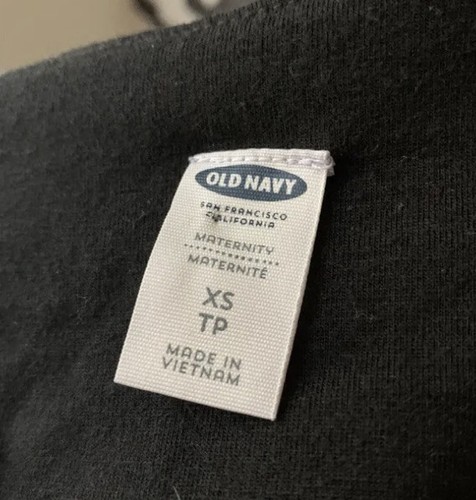 OLD NAVY
SAN FRANCISCO
CALIFORNIA
MATERNITY
MATERNITÉ
XS
TP
MADE IN
VIETNAM